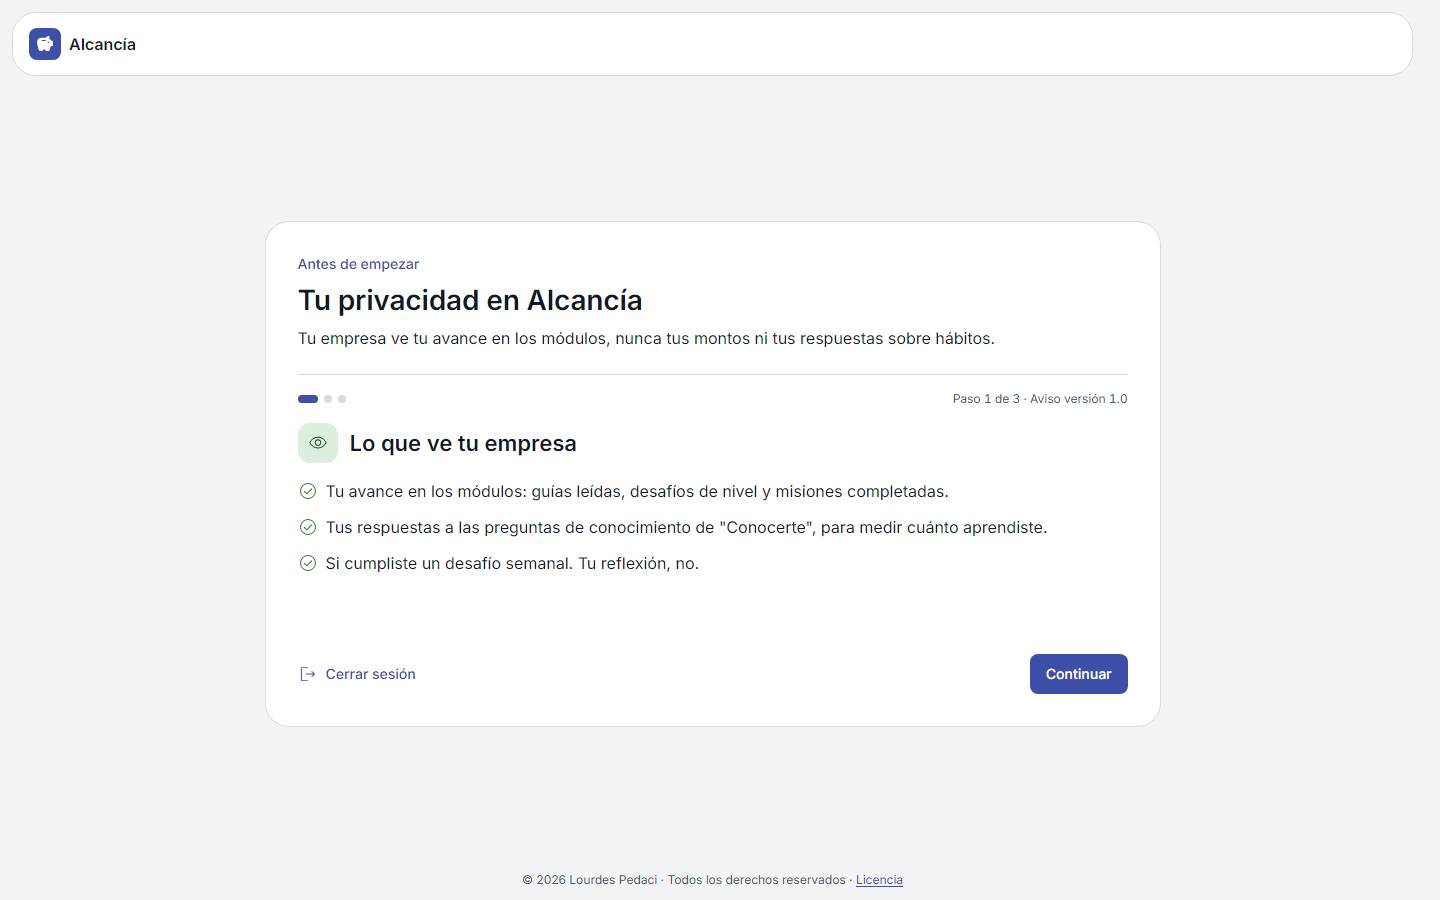 Alcancía
Antes de empezar
Tu privacidad en Alcancía
Tu empresa ve tu avance en los módulos, nunca tus montos ni tus respuestas sobre hábitos.
Paso 1 de 3 · Aviso versión 1.0
Lo que ve tu empresa
Tu avance en los módulos: guías leídas, desafíos de nivel y misiones completadas.
Tus respuestas a las preguntas de conocimiento de "Conocerte", para medir cuánto aprendiste.
Si cumpliste un desafío semanal. Tu reflexión, no.
Cerrar sesión
Continuar
© 2026 Lourdes Pedaci · Todos los derechos reservados · Licencia